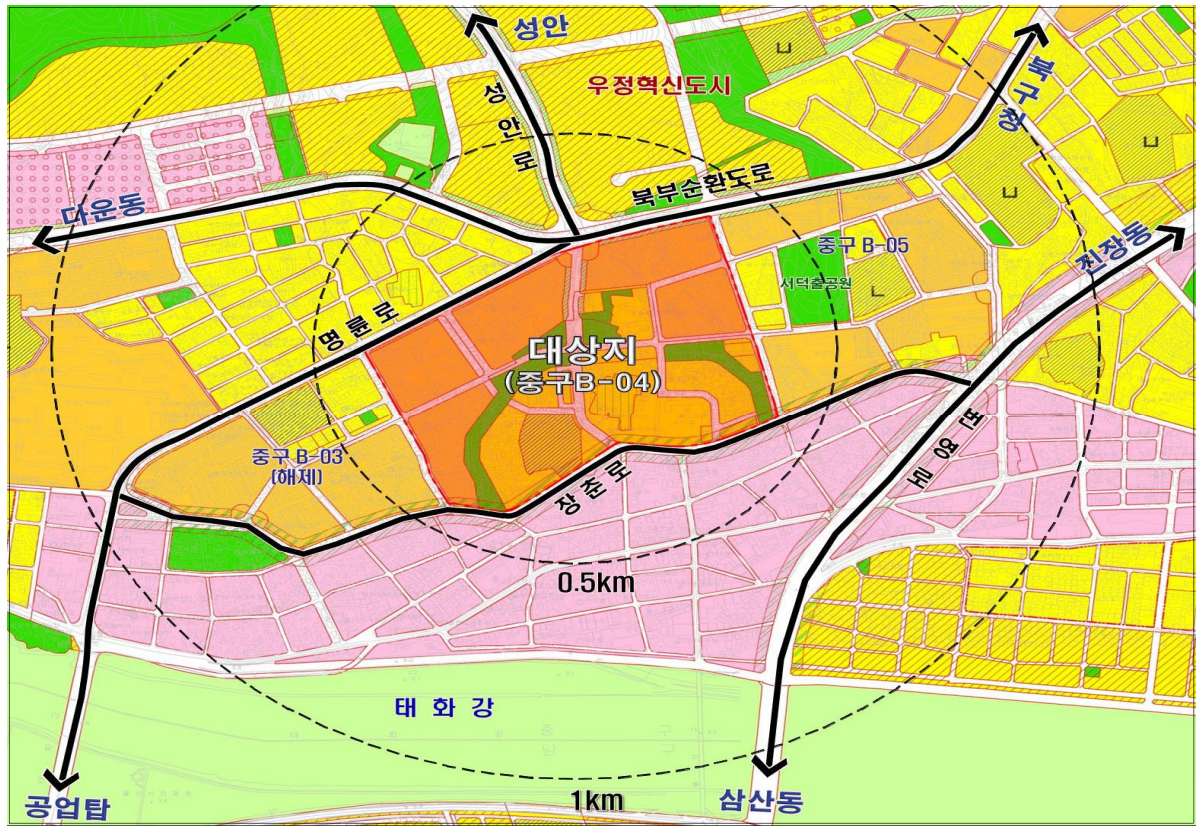 성안
우정혁신도시
북구청
성안로
북부순환도로
다운동
중구 B-05
진장동
서덕출공원
명륜로
대상지
(중구B-04)
번영로
중구 B-03
(해제)
장춘로
0.5km
태 화 강
1km
공업탑
삼산동